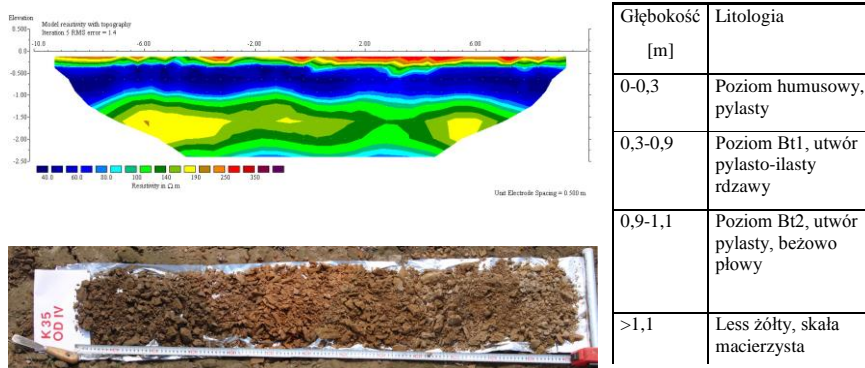 Elevation
Model resistivity with topography
Iteration 5 RMS error = 1.4
0.500
-10.0 -6.00 -2.00 2.00 6.00
0.0
-0.500
-1.00
-1.50
-2.00
-2.50
40.0 60.0 80.0 100 140 190 250 350
Resistivity in Ω m
Unit Electrode Spacing = 0.500 m
K35
OD IV
Głębokość [m] Litologia
0-0,3 Poziom humusowy,
pylasty
0,3-0,9 Poziom Bt1, utwór
pylasto-ilasty
rdzawy
0,9-1,1 Poziom Bt2, utwór
pylasty, beżowo
płowy
>1,1 Less żółty, skała
macierzysta